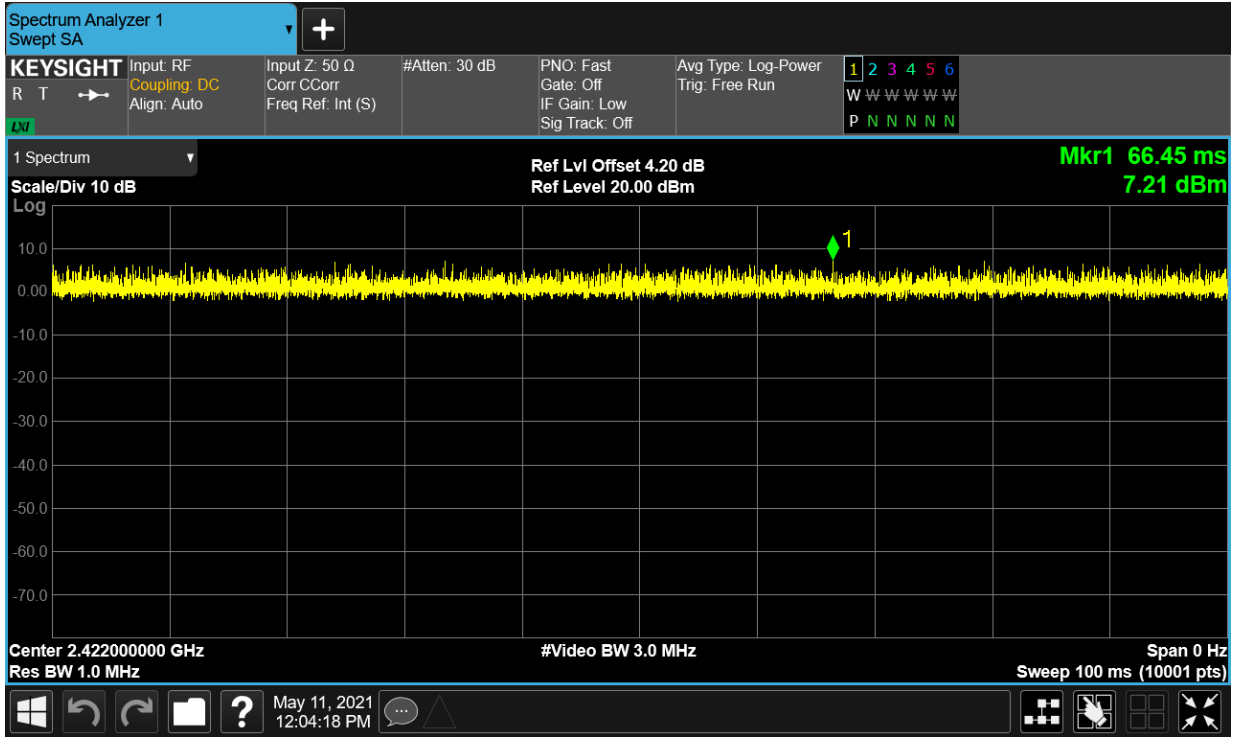 Spectrum Analyzer 1
Swept SA
▼
+
KEYSIGHT
R T
LXI
Input: RF
Coupling: DC
Align: Auto
Input Z: 50 Ω
Corr CCorr
Freq Ref: Int (S)
#Atten: 30 dB
PNO: Fast
Gate: Off
IF Gain: Low
Sig Track: Off
Avg Type: Log-Power
Trig: Free Run
1 2 3 4 5 6
W W W W W W
P N N N N N
1 Spectrum ▼
Scale/Div 10 dB
Log
Ref Lvl Offset 4.20 dB
Ref Level 20.00 dBm
Mkr1 66.45 ms
7.21 dBm
1
10.0
0.00
-10.0
-20.0
-30.0
-40.0
-50.0
-60.0
-70.0
Center 2.422000000 GHz
Res BW 1.0 MHz
#Video BW 3.0 MHz
Span 0 Hz
Sweep 100 ms (10001 pts)
?
May 11, 2021
12:04:18 PM